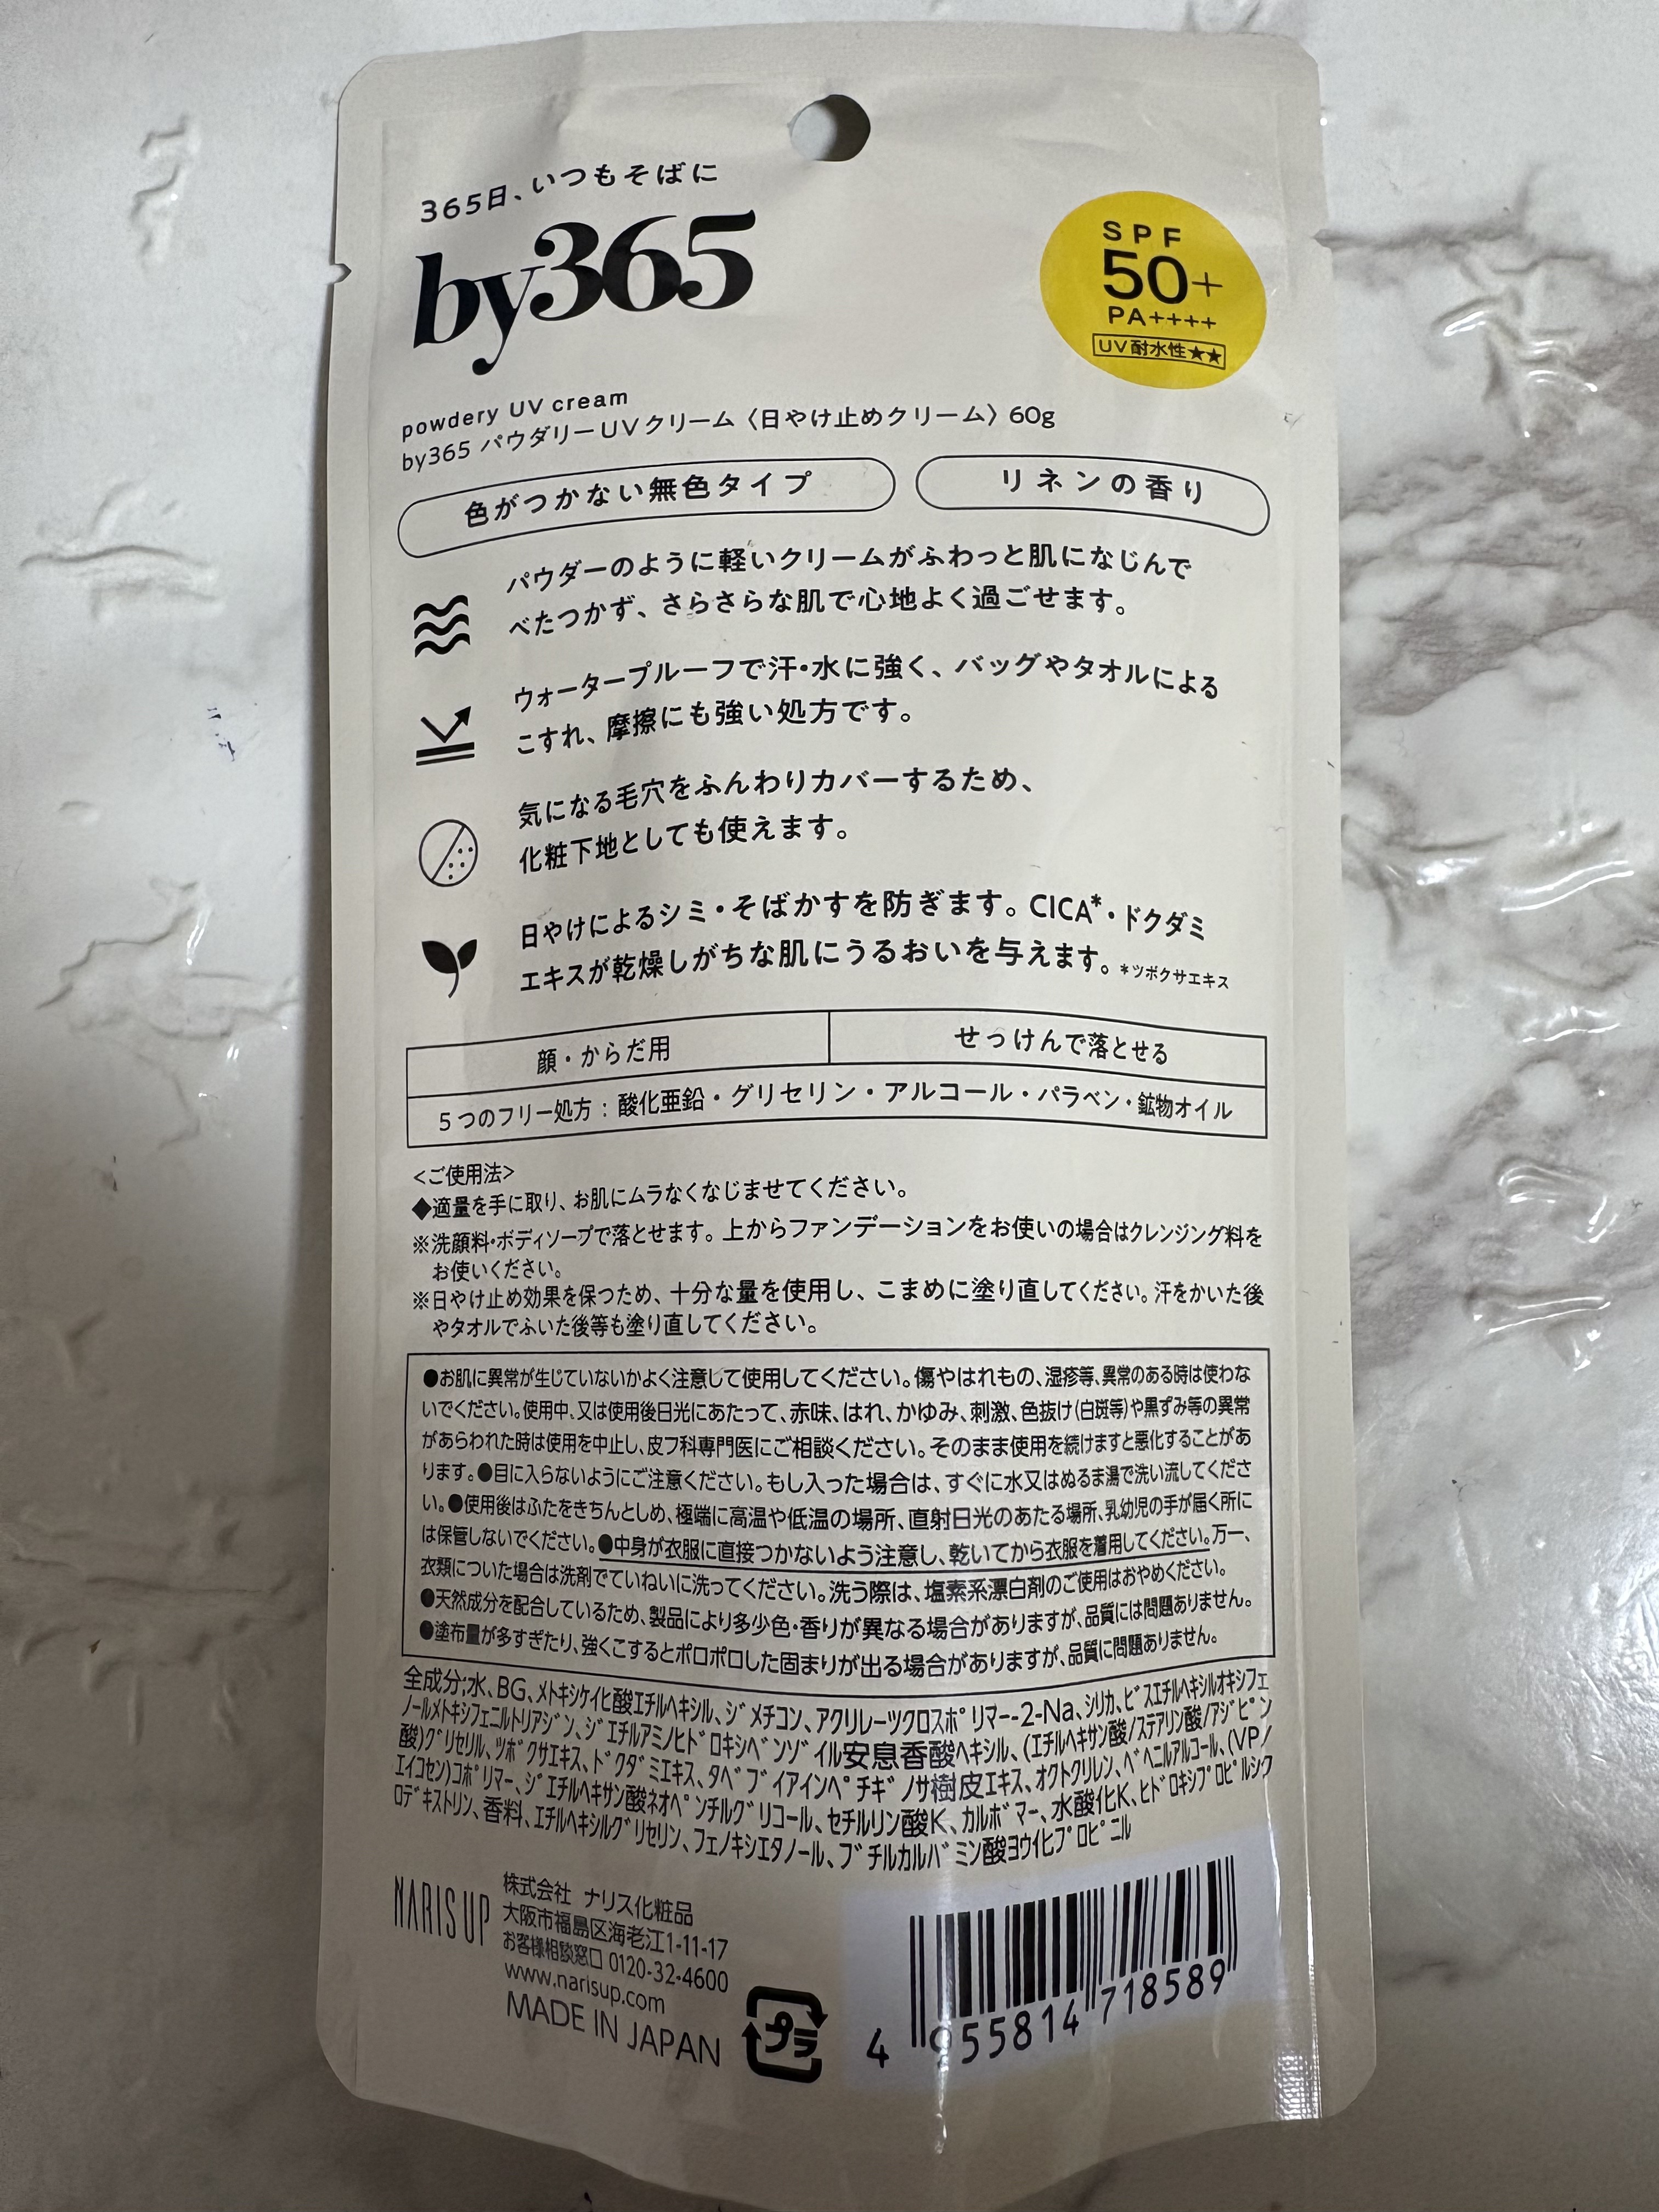 365日、いつもそばに
by365
SPF
50+
PA++++
UV耐水性★★
powdery UV cream
by365 パウダリーUVクリーム〈日やけ止めクリーム〉60g
色がつかない無色タイプ
リネンの香り
パウダーのように軽いクリームがふわっと肌になじんで
べたつかず、さらさらな肌で心地よく過ごせます。
ウォータープルーフで汗・水に強く、バッグやタオルによる
こすれ、摩擦にも強い処方です。
気になる毛穴をふんわりカバーするため、
化粧下地としても使えます。
日やけによるシミ・そばかすを防ぎます。CICA*・ドクダミ
エキスが乾燥しがちな肌にうるおいを与えます。*ツボクサエキス
顔・からだ用
せっけんで落とせる
5つのフリー処方：酸化亜鉛・グリセリン・アルコール・パラベン・鉱物オイル
<ご使用法>
◆適量を手に取り、お肌にムラなくなじませてください。
※洗顔料・ボディソープで落とせます。上からファンデーションをお使いの場合はクレンジング料を
お使いください。
※日やけ止め効果を保つため、十分な量を使用し、こまめに塗り直してください。汗をかいた後
やタオルでふいた後等も塗り直してください。
●お肌に異常が生じていないかよく注意して使用してください。傷やはれもの、湿疹等、異常のある時は使わな
いでください。使用中、又は使用後日光にあたって、赤味、はれ、かゆみ、刺激、色抜け(白斑等)や黒ずみ等の異常
があらわれた時は使用を中止し、皮フ科専門医にご相談ください。そのまま使用を続けますと悪化することがあ
ります。●目に入らないようにご注意ください。もし入った場合は、すぐに水又はぬるま湯で洗い流してくださ
い。●使用後はふたをきちんとしめ、極端に高温や低温の場所、直射日光のあたる場所、乳幼児の手が届く所に
は保管しないでください。●中身が衣服に直接つかないよう注意し、乾いてから衣服を着用してください。万一、
衣類についた場合は洗剤でていねいに洗ってください。洗う際は、塩素系漂白剤のご使用はおやめください。
●天然成分を配合しているため、製品により多少色・香りが異なる場合がありますが、品質には問題ありません。
●塗布量が多すぎたり、強くこするとポロポロした固まりが出る場合がありますが、品質に問題ありません。
全成分;水、BG、メトキシケイヒ酸エチルヘキシル、ジメチコン、アクリレーツクロスポリマー-2-Na、シリカ、ビスエチルヘキシルオキシフェ
ノールメトキシフェニルトリアジン、ジエチルアミノヒドロキシベンゾイル安息香酸ヘキシル、(エチルヘキサン酸/ステアリン酸/アジピン
酸)グリセリル、ツボクサエキス、ドクダミエキス、タベブイアインペチギノサ樹皮エキス、オクトクリレン、ベヘニルアルコール、(VP/
エイコセン)コポリマー、ジエチルヘキサン酸ネオペンチルグリコール、セチルリン酸K、カルボマー、水酸化K、ヒドロキシプロピルシク
ロデキストリン、香料、エチルヘキシルグリセリン、フェノキシエタノール、ブチルカルバミン酸ヨウ化プロピニル
NARIS UP
株式会社 ナリス化粧品
大阪市福島区海老江1-11-17
お客様相談窓口 0120-32-4600
www.narisup.com
MADE IN JAPAN
プラ
4 955814 718589